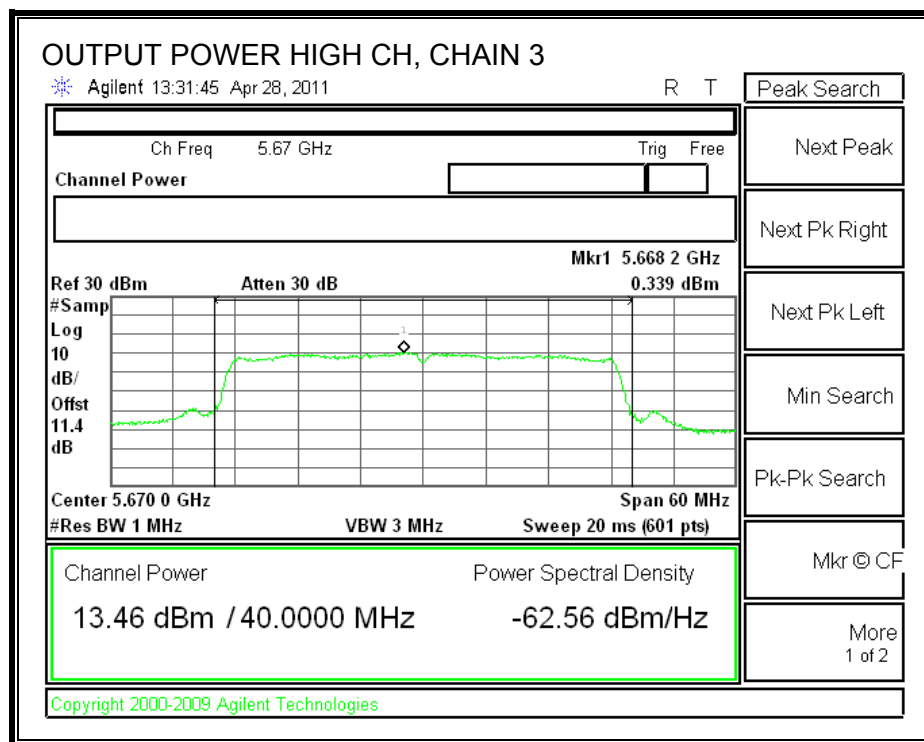 OUTPUT POWER HIGH CH, CHAIN 3
Agilent 13:31:45 Apr 28, 2011 R T
Peak Search
Ch Freq 5.67 GHz Trig Free
Channel Power
Next Peak
Next Pk Right
Next Pk Left
Min Search
Pk-Pk Search
Mkr © CF
More
1 of 2
Mkr1 5.668 2 GHz
Ref 30 dBm Atten 30 dB 0.339 dBm
#Samp
Log
10
dB/
Offst
11.4
dB
1
Center 5.670 0 GHz Span 60 MHz
#Res BW 1 MHz VBW 3 MHz Sweep 20 ms (601 pts)
Channel Power Power Spectral Density
13.46 dBm / 40.0000 MHz -62.56 dBm/Hz
Copyright 2000-2009 Agilent Technologies